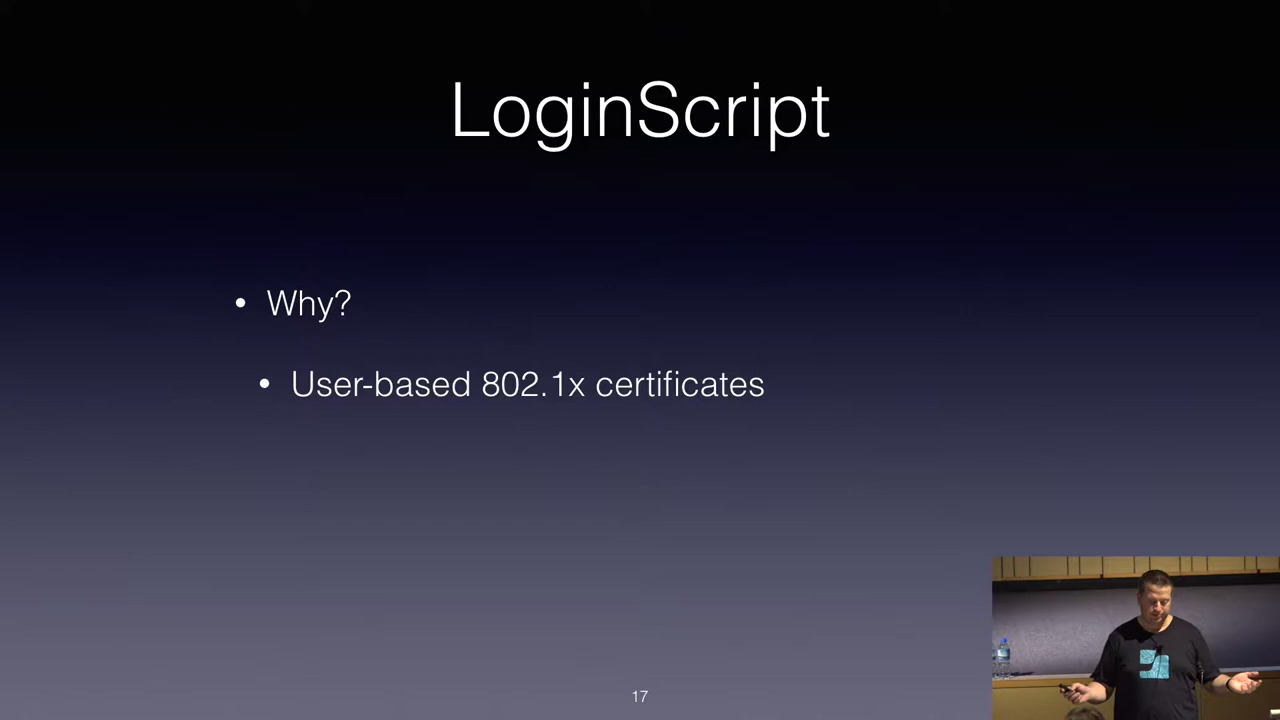 LoginScript
• Why?
• User-based 802.1x certificates
17